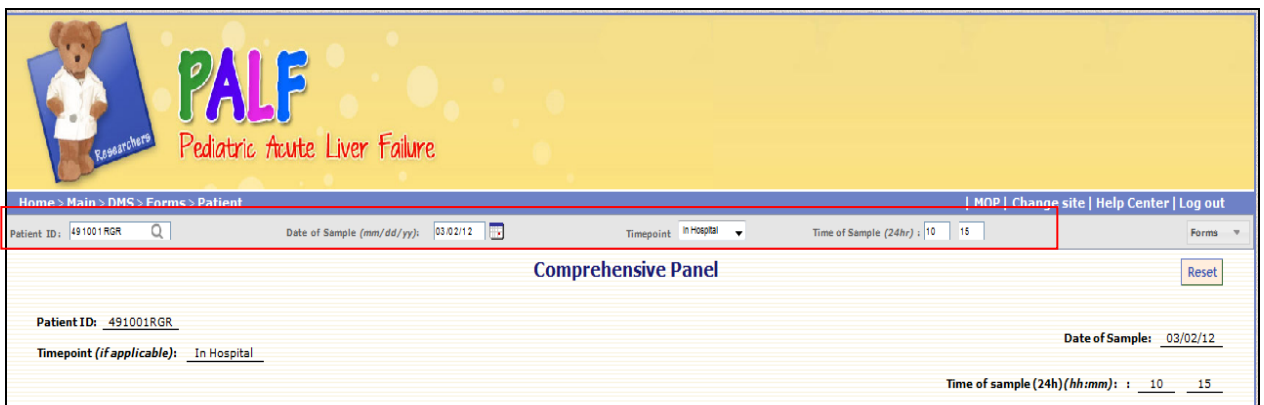 Researchers
PALF
Pediatric Acute Liver Failure
Home > Main > DMS > Forms > Patient | MOP | Change site | Help Center | Log out
Patient ID: 491001RGR Date of Sample (mm/dd/yy): 03/02/12 Timepoint In Hospital Time of Sample (24hr) : 10 15 Forms
Comprehensive Panel Reset
Patient ID: 491001RGR
Date of Sample: 03/02/12
Timepoint (if applicable): In Hospital
Time of sample (24h)(hh:mm): : 10 15